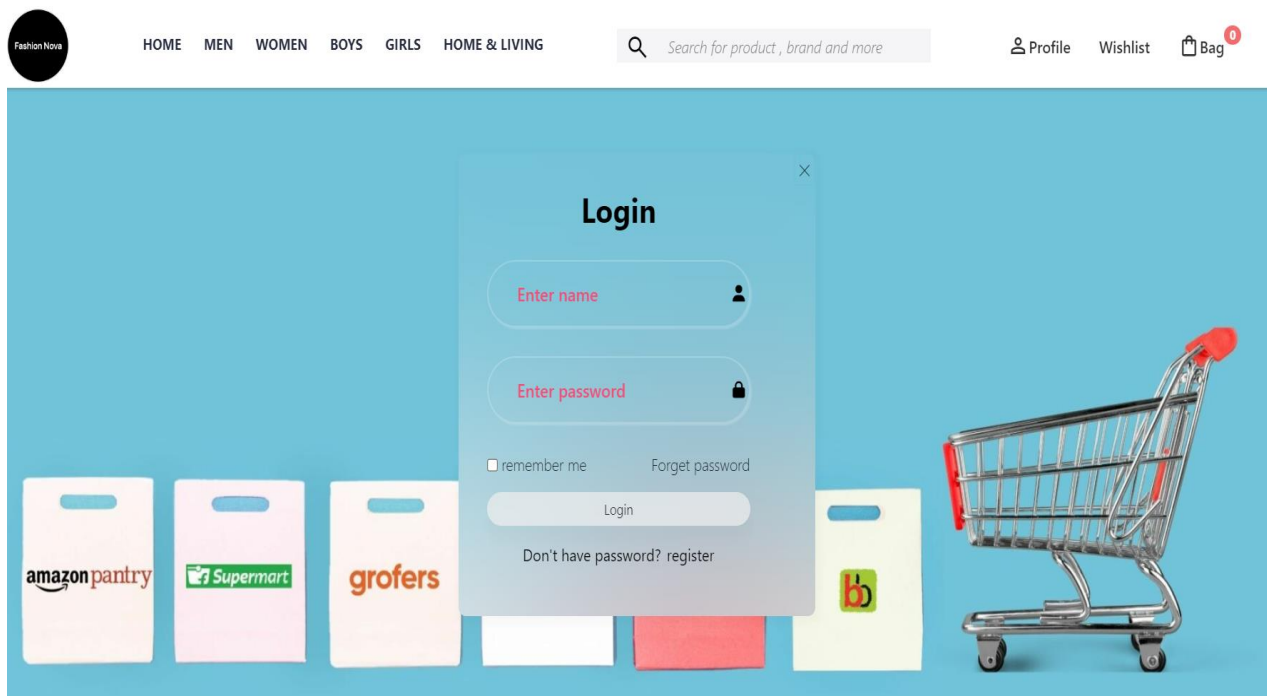 Fashion Nova
HOME MEN WOMEN BOYS GIRLS HOME & LIVING
Search for product , brand and more
Profile Wishlist Bag 0
Login
Enter name
Enter password
remember me Forget password
Login
Don't have password? register
amazon pantry
Supermart
grofers
bb